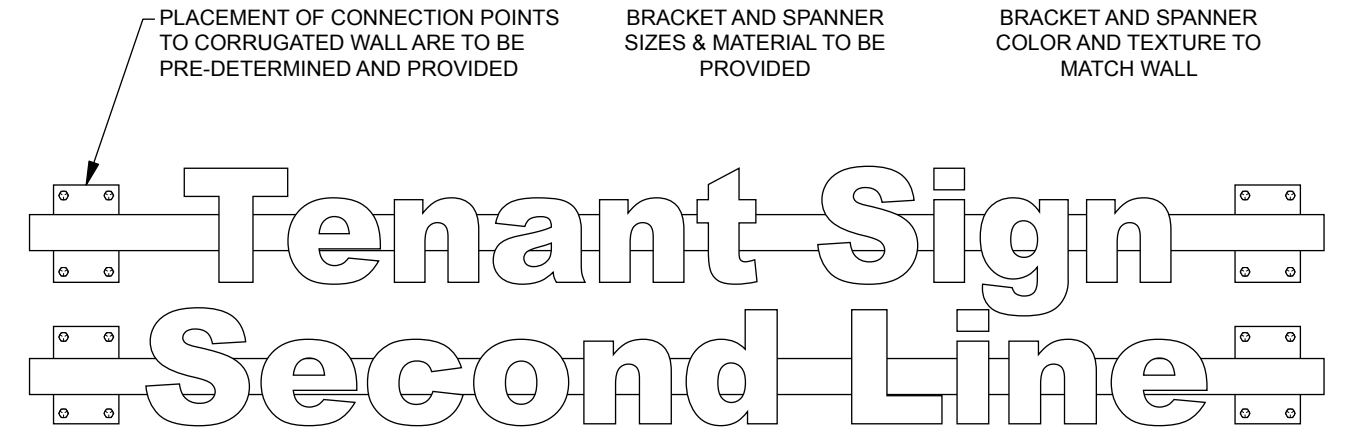 PLACEMENT OF CONNECTION POINTS
TO CORRUGATED WALL ARE TO BE
PRE-DETERMINED AND PROVIDED
BRACKET AND SPANNER
SIZES & MATERIAL TO BE
PROVIDED
BRACKET AND SPANNER
COLOR AND TEXTURE TO
MATCH WALL
Tenant Sign
Second Line